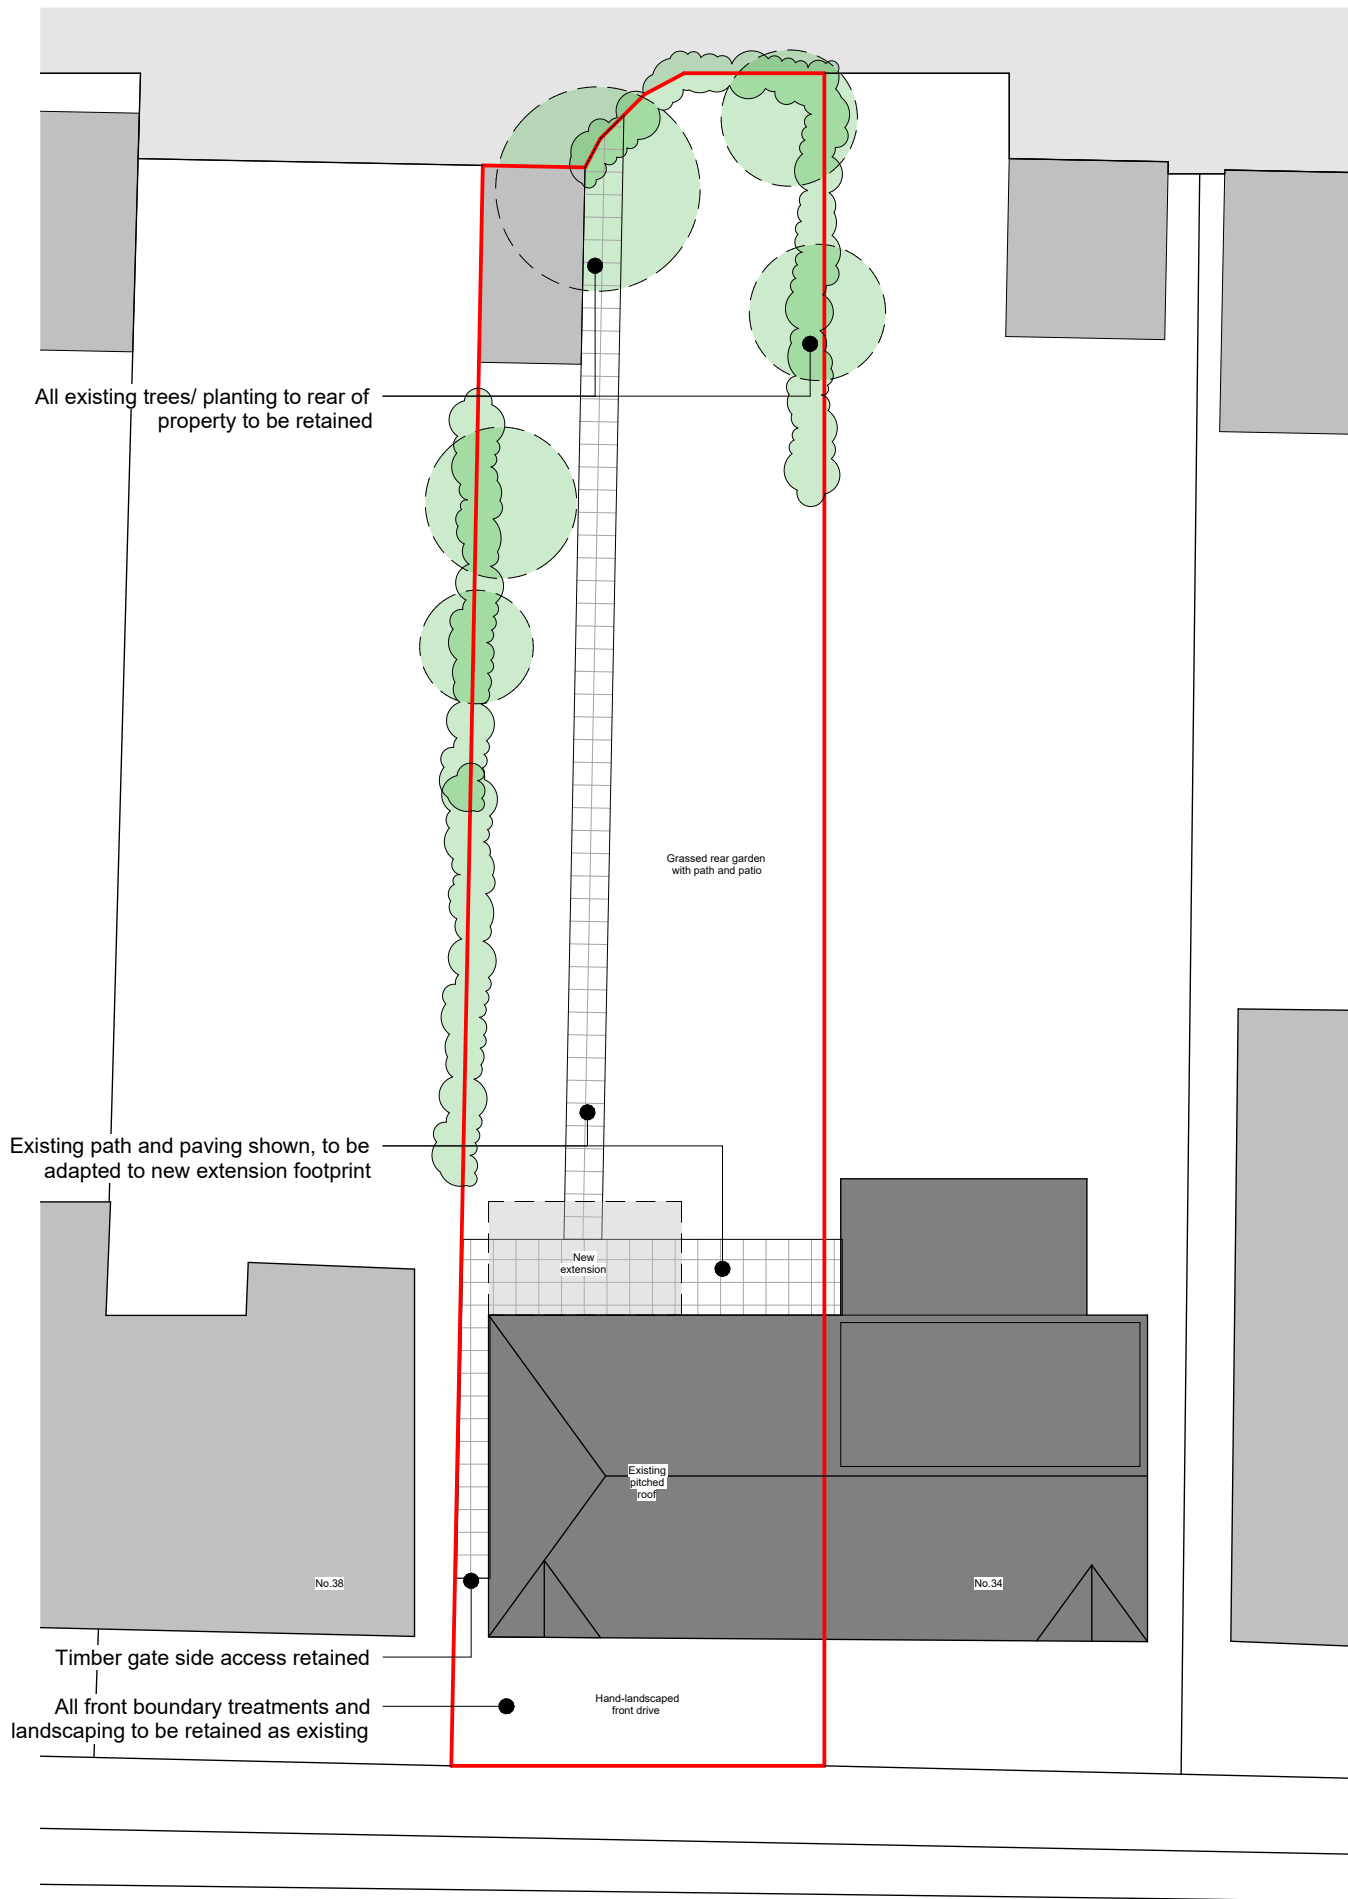 All existing trees/ planting to rear of
property to be retained
Grassed rear garden
with path and patio
Existing path and paving shown, to be
adapted to new extension footprint
New
extension
Existing
pitched
roof
No.38
No.34
Timber gate side access retained
All front boundary treatments and
landscaping to be retained as existing
Hand-landscaped
front drive